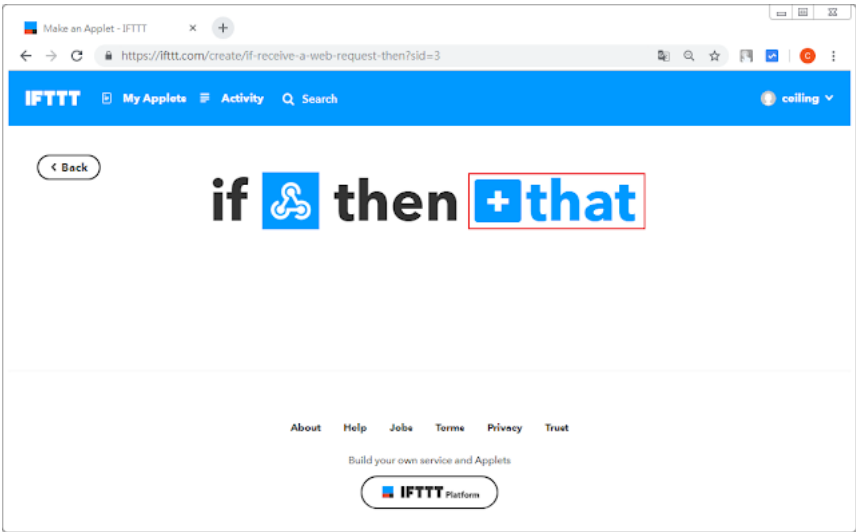 Make an Applet - IFTTT
https://ifttt.com/create/if-receive-a-web-request-then?sid=3
C
IFTTT My Applets Activity Search ceiling
Back
if then + that
About Help Jobs Terms Privacy Trust
Build your own service and Applets
IFTTT Platform